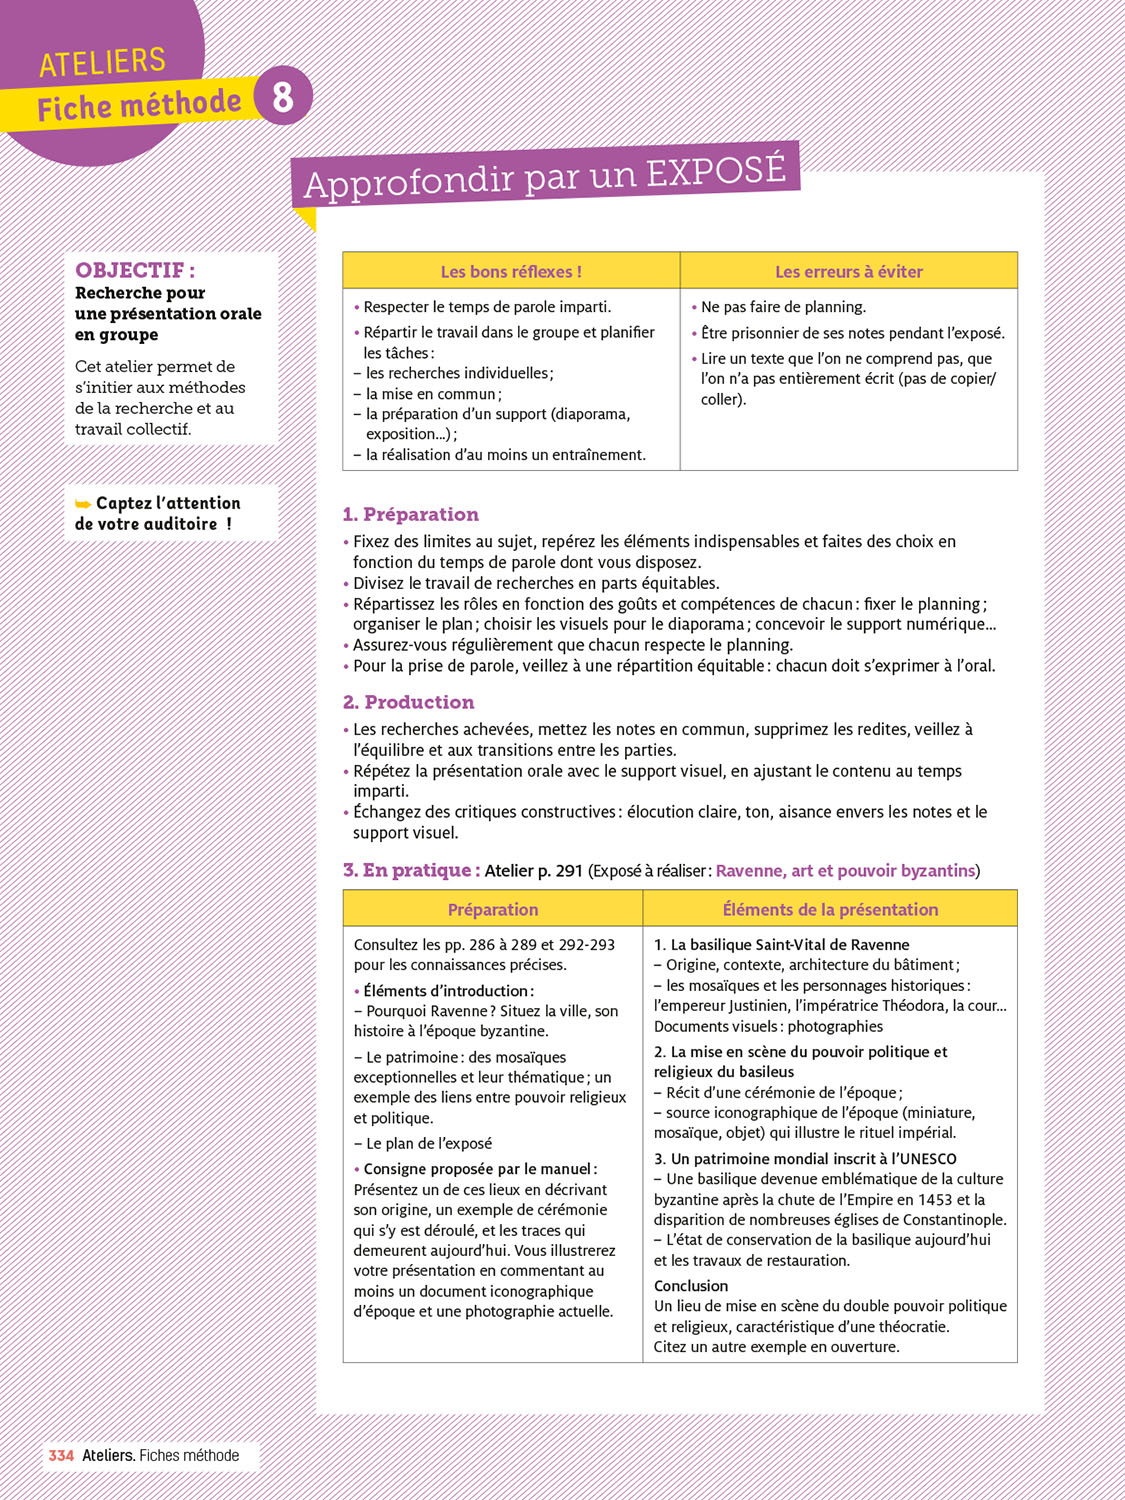 ATELIERS
Fiche méthode 8
Approfondir par un EXPOSÉ
OBJECTIF :
Recherche pour
une présentation orale
en groupe
Cet atelier permet de
s'initier aux méthodes
de la recherche et au
travail collectif.
➥ Captez l'attention
de votre auditoire !
Les bons réflexes !
• Respecter le temps de parole imparti.
• Répartir le travail dans le groupe et planifier
les tâches :
– les recherches individuelles ;
– la mise en commun ;
– la préparation d'un support (diaporama,
exposition...) ;
– la réalisation d'au moins un entraînement.
Les erreurs à éviter
• Ne pas faire de planning.
• Être prisonnier de ses notes pendant l'exposé.
• Lire un texte que l'on ne comprend pas, que
l'on n'a pas entièrement écrit (pas de copier/
coller).
1. Préparation
• Fixez des limites au sujet, repérez les éléments indispensables et faites des choix en
fonction du temps de parole dont vous disposez.
• Divisez le travail de recherches en parts équitables.
• Répartissez les rôles en fonction des goûts et compétences de chacun : fixer le planning ;
organiser le plan ; choisir les visuels pour le diaporama ; concevoir le support numérique...
• Assurez-vous régulièrement que chacun respecte le planning.
• Pour la prise de parole, veillez à une répartition équitable : chacun doit s'exprimer à l'oral.
2. Production
• Les recherches achevées, mettez les notes en commun, supprimez les redites, veillez à
l'équilibre et aux transitions entre les parties.
• Répétez la présentation orale avec le support visuel, en ajustant le contenu au temps
imparti.
• Échangez des critiques constructives : élocution claire, ton, aisance envers les notes et le
support visuel.
3. En pratique : Atelier p. 291 (Exposé à réaliser : Ravenne, art et pouvoir byzantins)
Préparation
Consultez les pp. 286 à 289 et 292-293
pour les connaissances précises.
• Éléments d'introduction :
– Pourquoi Ravenne ? Situez la ville, son
histoire à l'époque byzantine.
– Le patrimoine : des mosaïques
exceptionnelles et leur thématique ; un
exemple des liens entre pouvoir religieux
et politique.
– Le plan de l'exposé
• Consigne proposée par le manuel :
Présentez un de ces lieux en décrivant
son origine, un exemple de cérémonie
qui s'y est déroulé, et les traces qui
demeurent aujourd'hui. Vous illustrerez
votre présentation en commentant au
moins un document iconographique
d'époque et une photographie actuelle.
Éléments de la présentation
1. La basilique Saint-Vital de Ravenne
– Origine, contexte, architecture du bâtiment ;
– les mosaïques et les personnages historiques :
l'empereur Justinien, l'impératrice Théodora, la cour...
Documents visuels : photographies
2. La mise en scène du pouvoir politique et
religieux du basileus
– Récit d'une cérémonie de l'époque ;
– source iconographique de l'époque (miniature,
mosaïque, objet) qui illustre le rituel impérial.
3. Un patrimoine mondial inscrit à l'UNESCO
– Une basilique devenue emblématique de la culture
byzantine après la chute de l'Empire en 1453 et la
disparition de nombreuses églises de Constantinople.
– L'état de conservation de la basilique aujourd'hui
et les travaux de restauration.
Conclusion
Un lieu de mise en scène du double pouvoir politique
et religieux, caractéristique d'une théocratie.
Citez un autre exemple en ouverture.
334 Ateliers. Fiches méthode